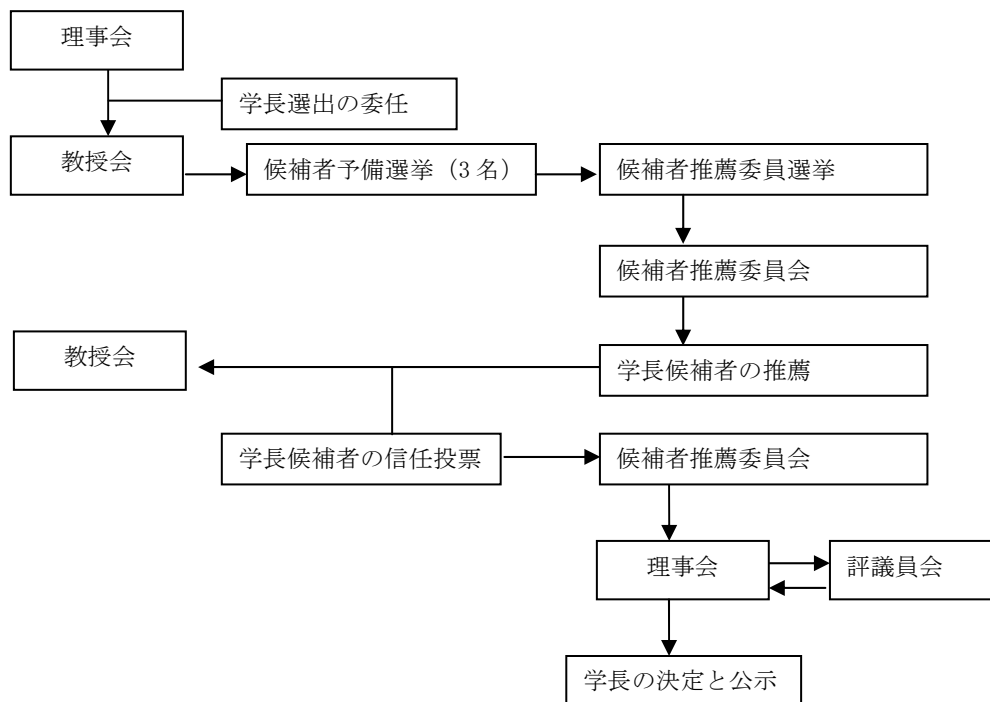 理事会
学長選出の委任
教授会
候補者予備選挙（3 名）
候補者推薦委員選挙
候補者推薦委員会
教授会
学長候補者の推薦
学長候補者の信任投票
候補者推薦委員会
理事会
評議員会
学長の決定と公示